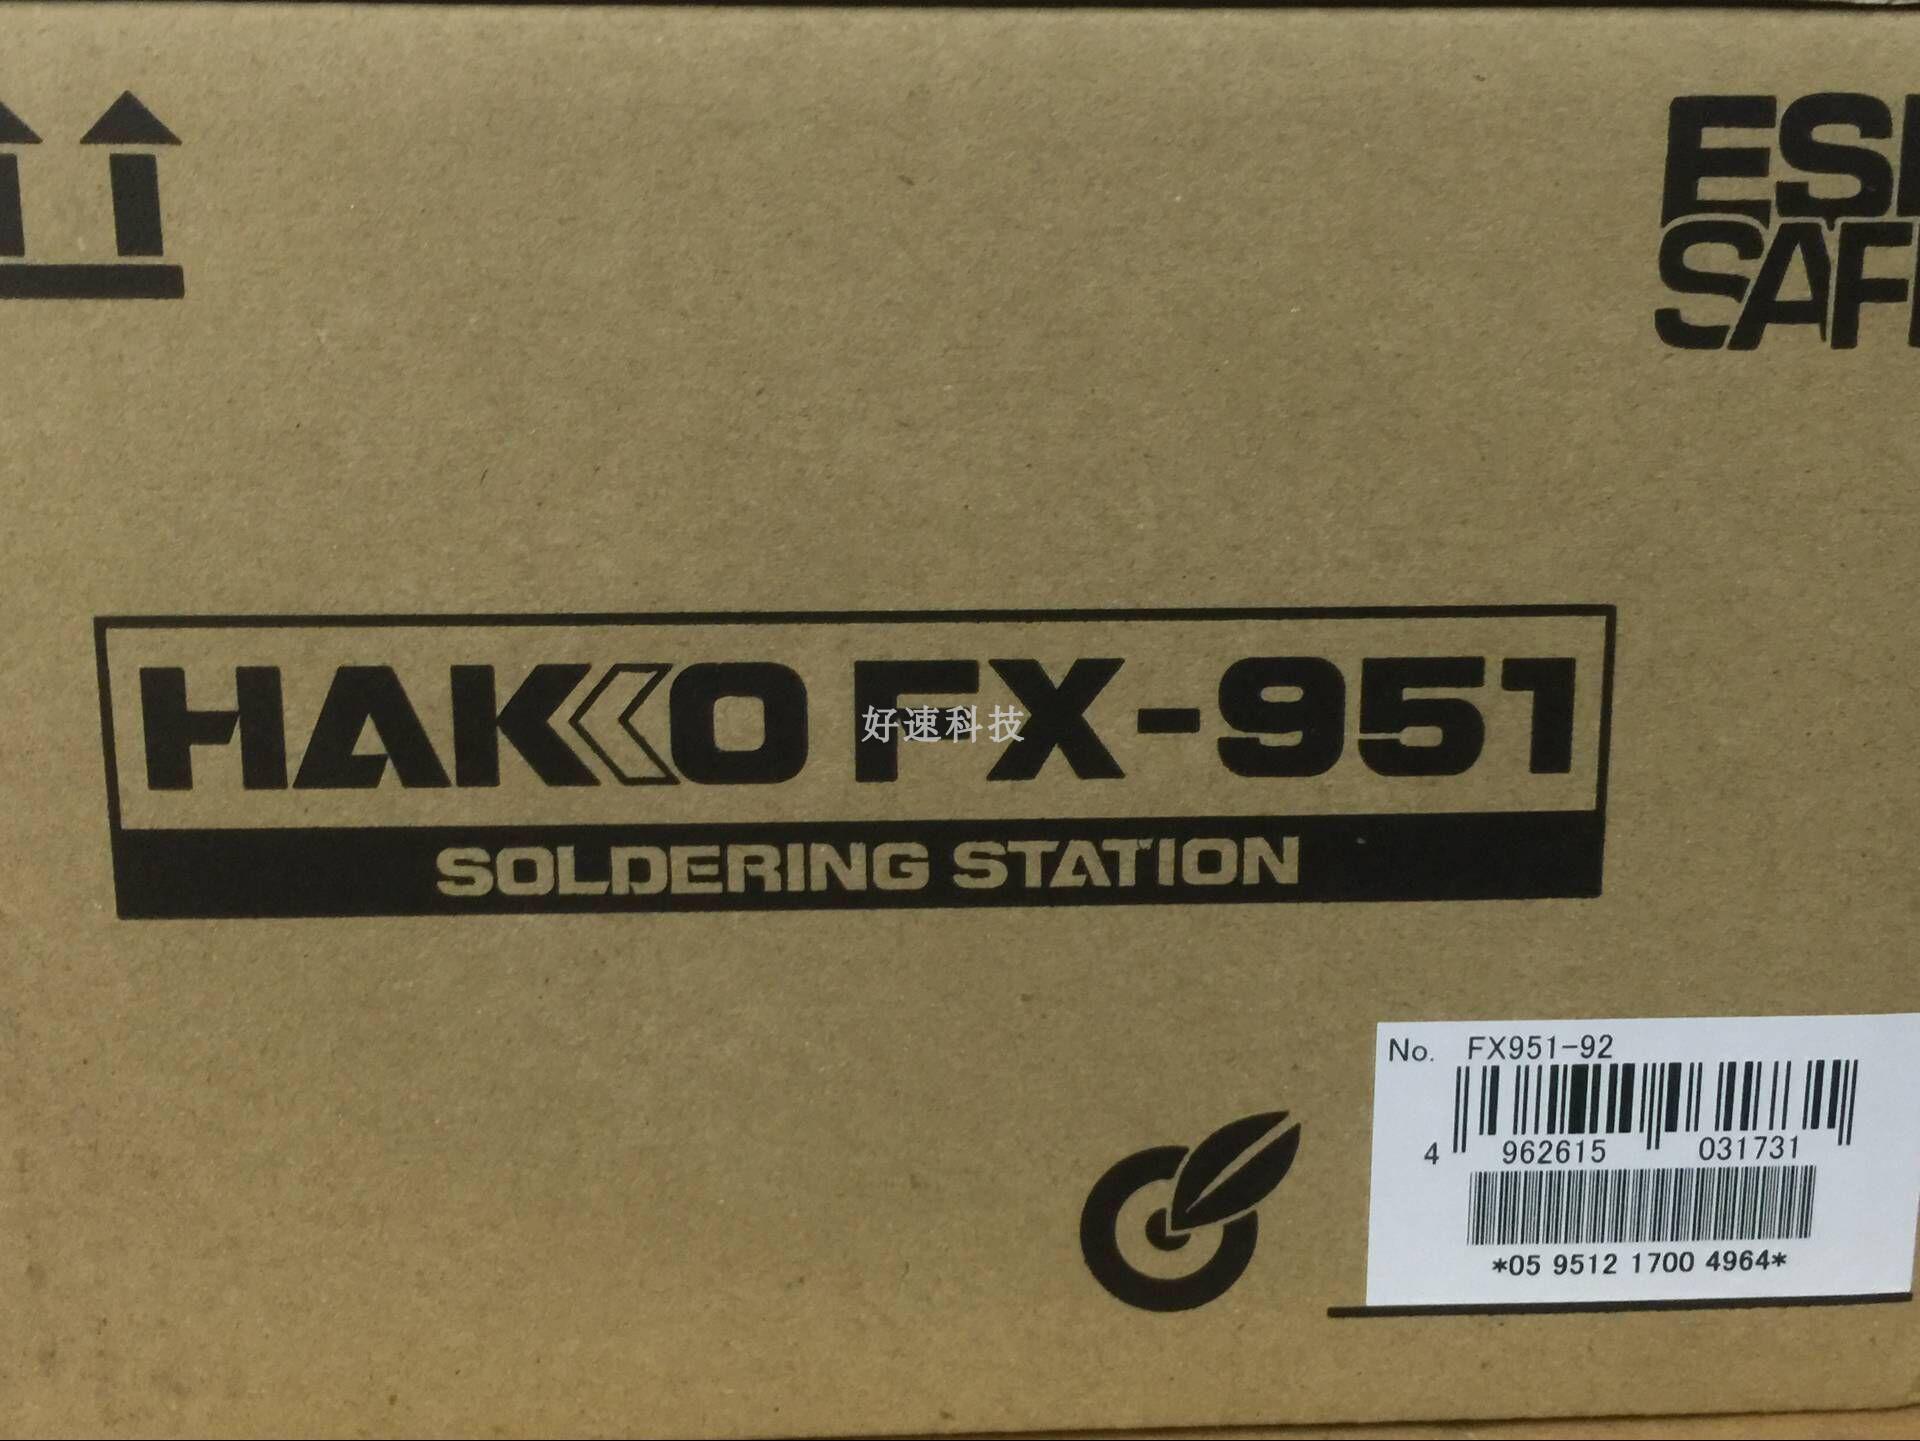 ESD
SAFE
HAKKO FX-951
好速科技
SOLDERING STATION
No. FX951-92
4 962615 031731
*05 9512 1700 4964*